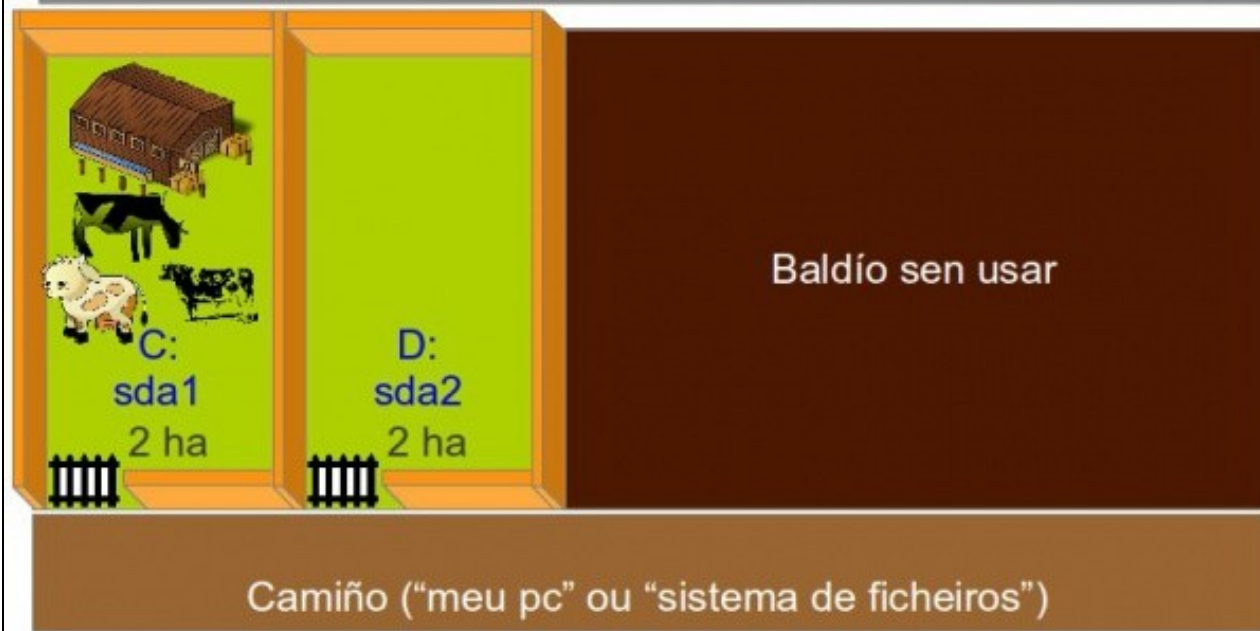 Baldío sen usar
C:
sda1
2 ha
D:
sda2
2 ha
Camiño (“meu pc” ou “sistema de ficheiros”)